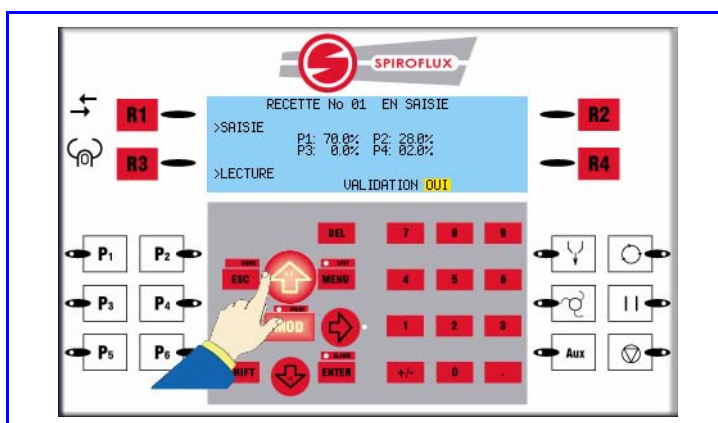 SPIROFLUX
RECETTE No 01 EN SAISIE
>SAISIE
P1: 70.0% P2: 28.0%
P3: 0.0% P4: 02.0%
>LECTURE
VALIDATION OUI
R1
R2
R3
R4
P1
P2
P3
P4
P5
P6
DEL
7
8
9
ESC
MENU
4
5
6
MOD
1
2
3
HIFT
ENTER
+/-
0
.
Aux